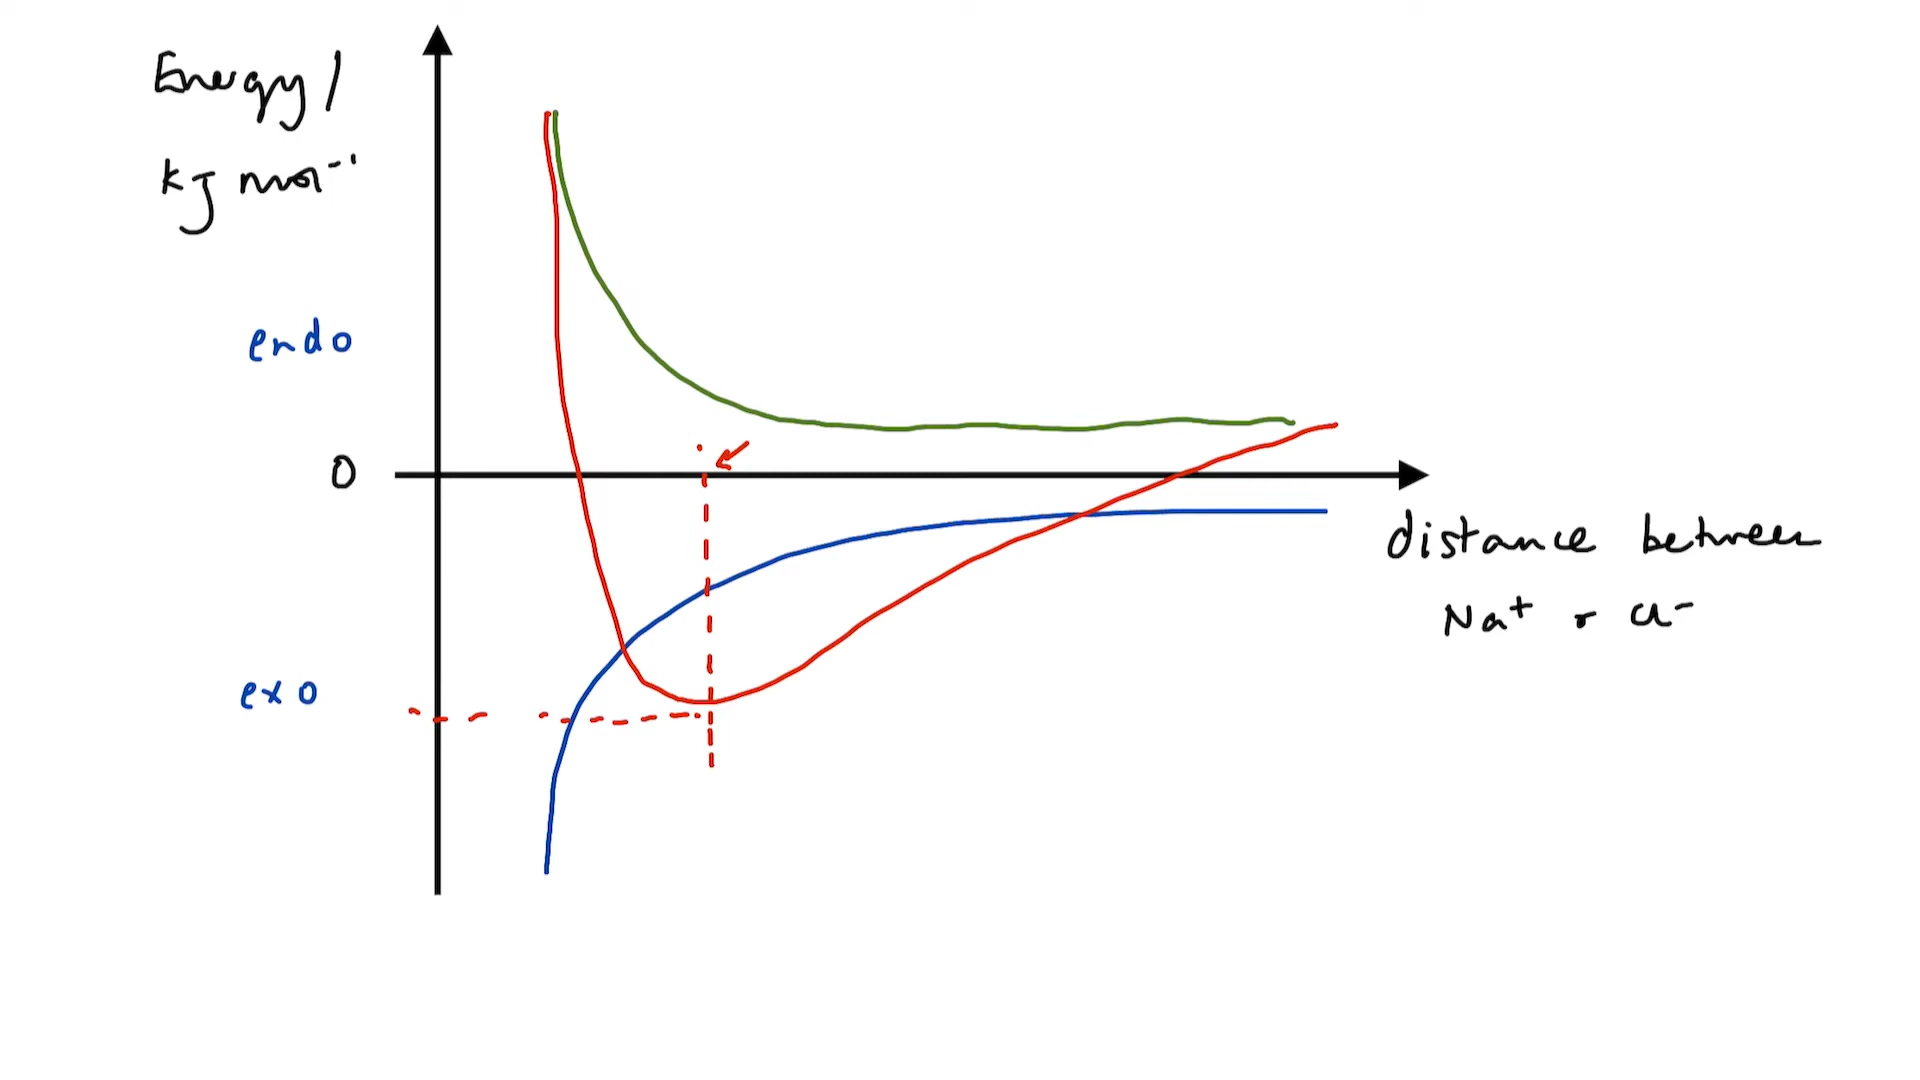 Energy /
kJ mol⁻¹
endo
0
distance between
Na⁺ & Cl⁻
exo